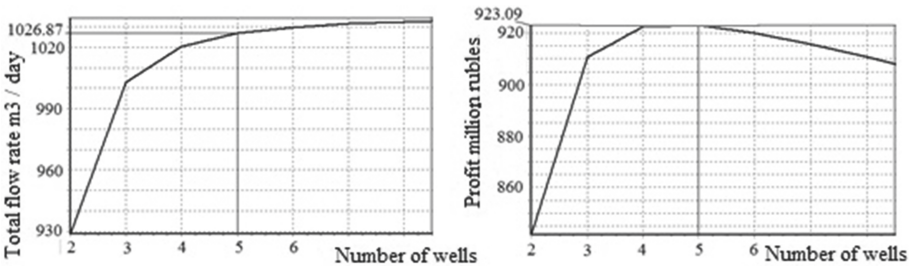 Total flow rate m3 / day
1026.87
1020
990
960
930
2 3 4 5 6
Number of wells
Profit million rubles
923.09
920
900
880
860
2 3 4 5 6
Number of wells